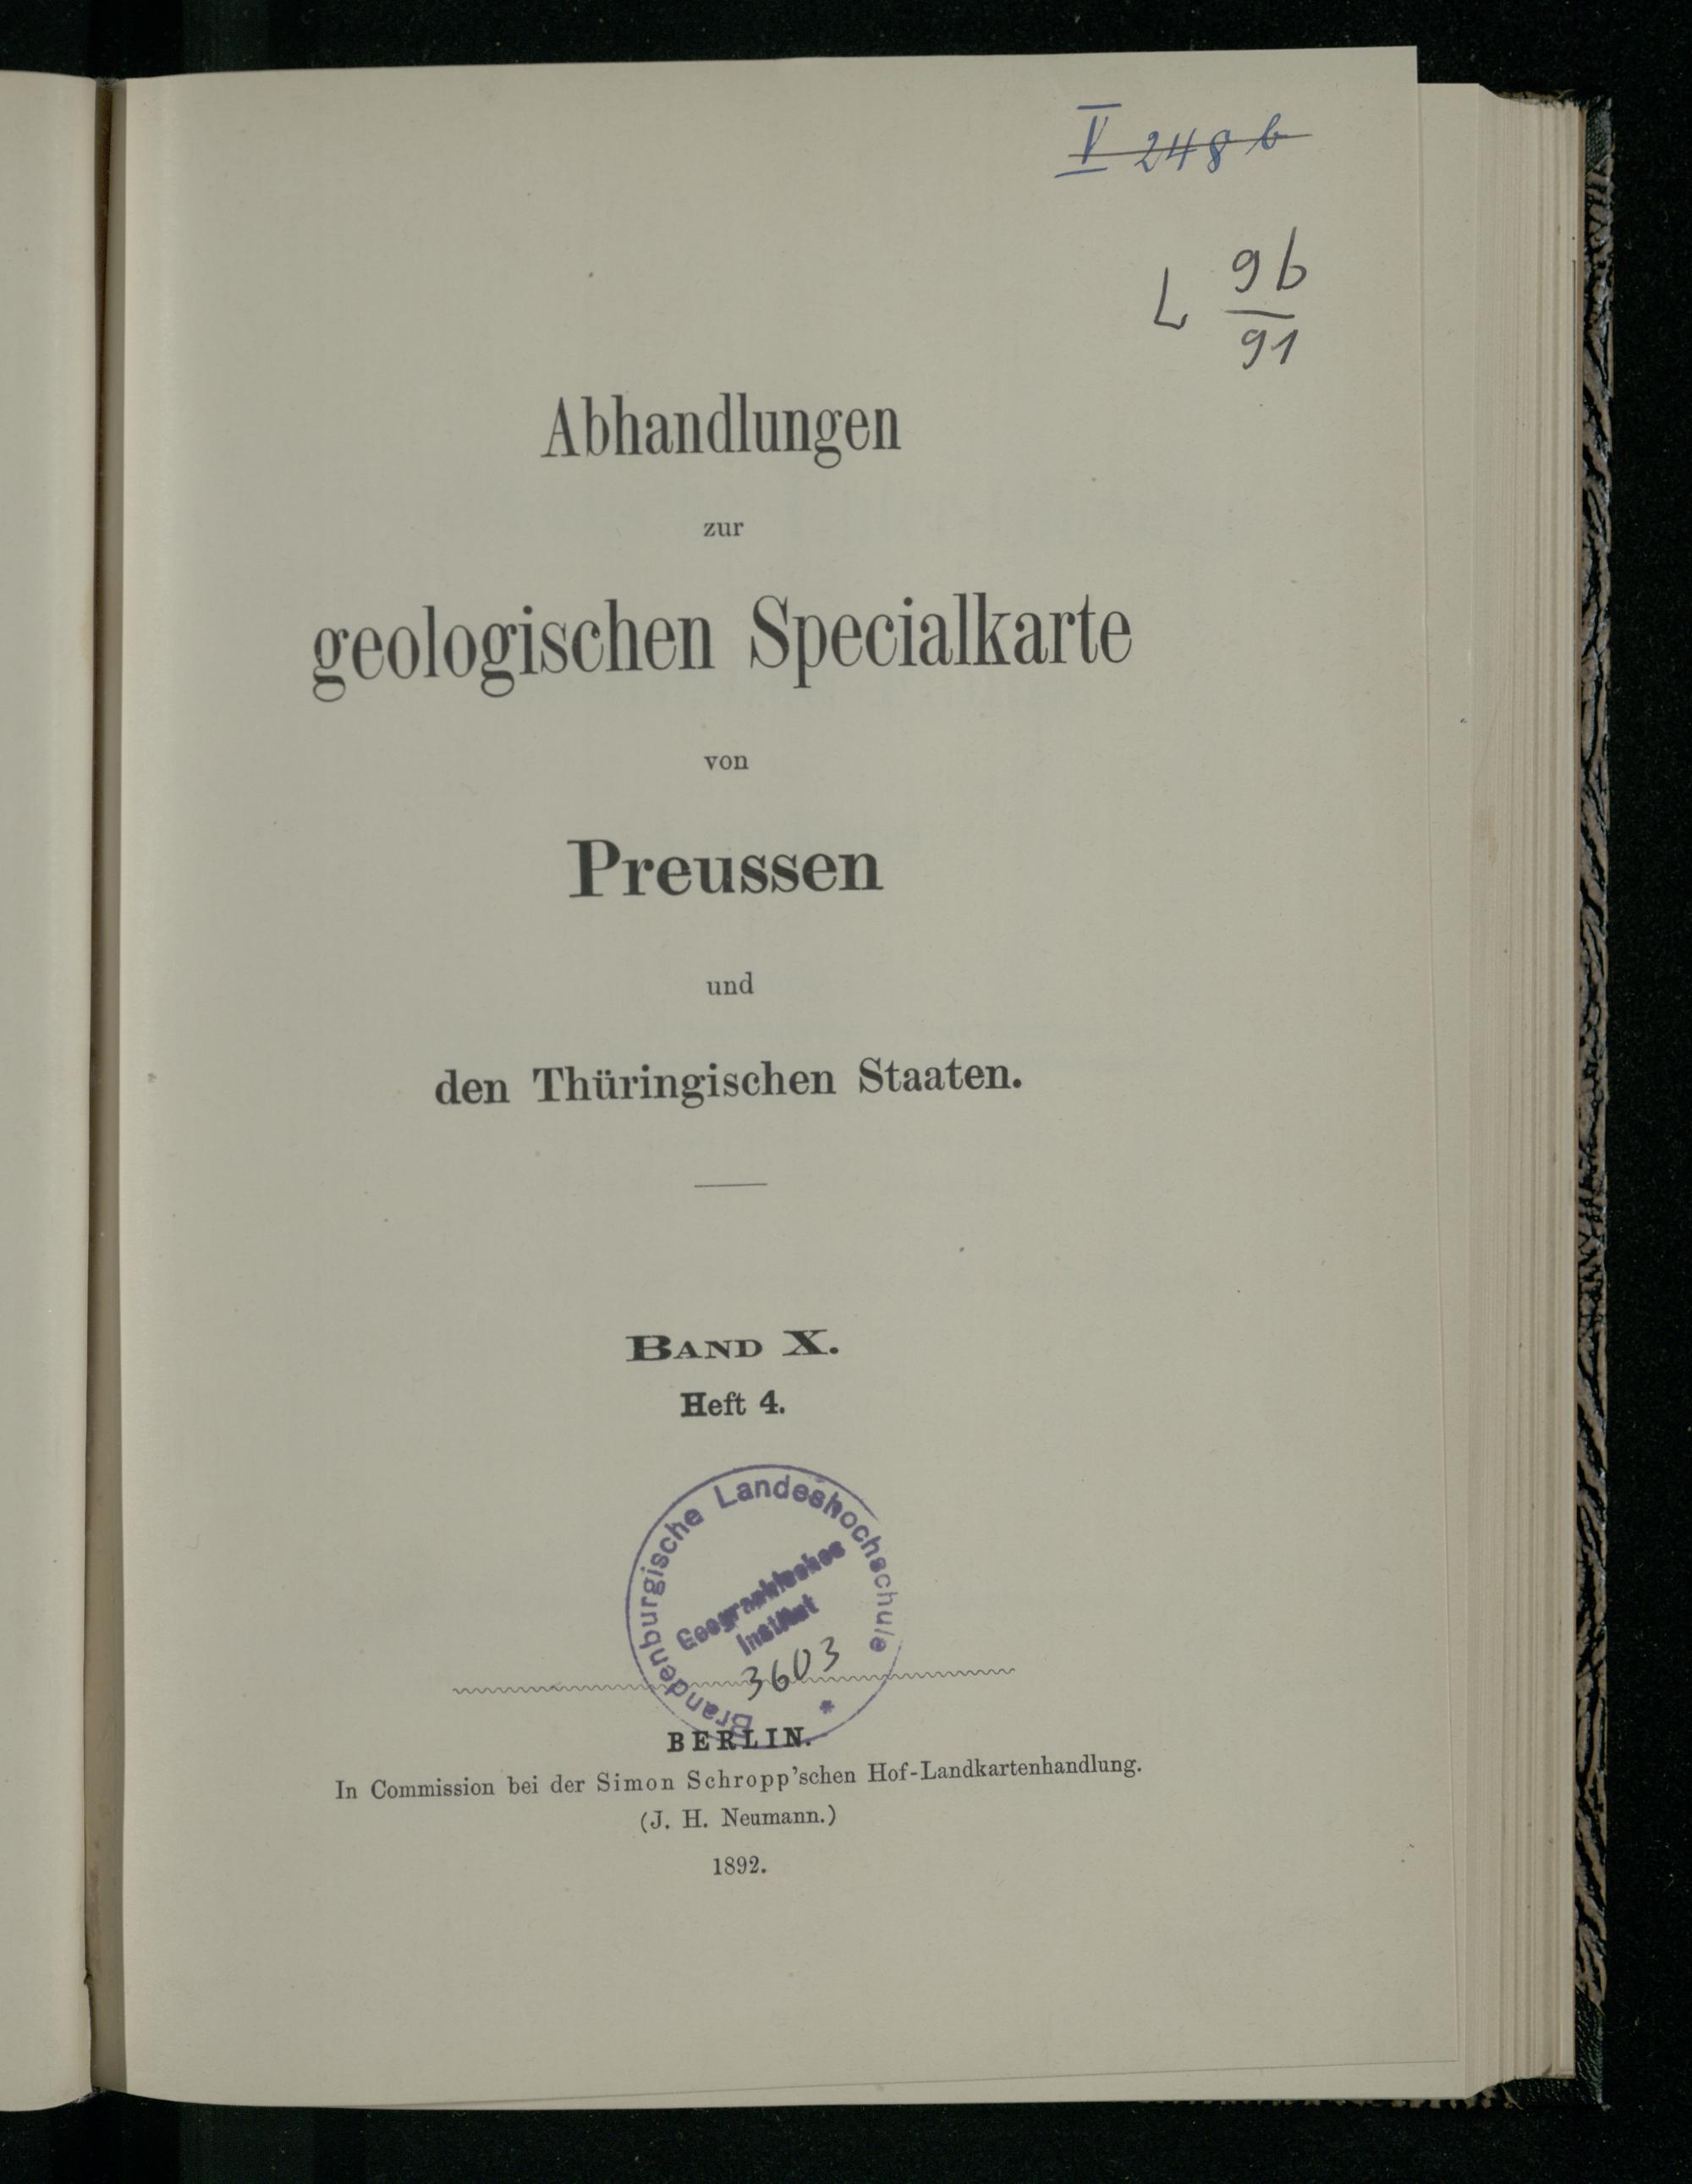 V 248 b
L 9b
91
Abhandlungen
zur
geologischen Specialkarte
von
Preussen
und
den Thüringischen Staaten.
BAND X.
Heft 4.
Brandenburgische Landeshochschule
Geographisches
Institut
3603
*
BERLIN.
In Commission bei der Simon Schropp'schen Hof-Landkartenhandlung.
(J. H. Neumann.)
1892.